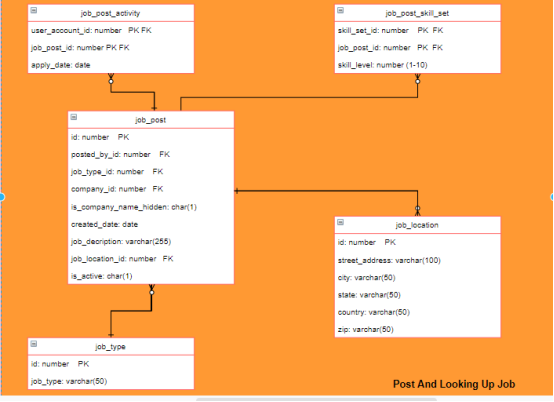 job_post_activity
user_account_id: number PK FK
job_post_id: number PK FK
apply_date: date
job_post_skill_set
skill_set_id: number PK FK
job_post_id: number PK FK
skill_level: number (1-10)
job_post
id: number PK
posted_by_id: number FK
job_type_id: number FK
company_id: number FK
is_company_name_hidden: char(1)
created_date: date
job_decription: varchar(255)
job_location_id: number FK
is_active: char(1)
job_location
id: number PK
street_address: varchar(100)
city: varchar(50)
state: varchar(50)
country: varchar(50)
zip: varchar(50)
job_type
id: number PK
job_type: varchar(50)
Post And Looking Up Job